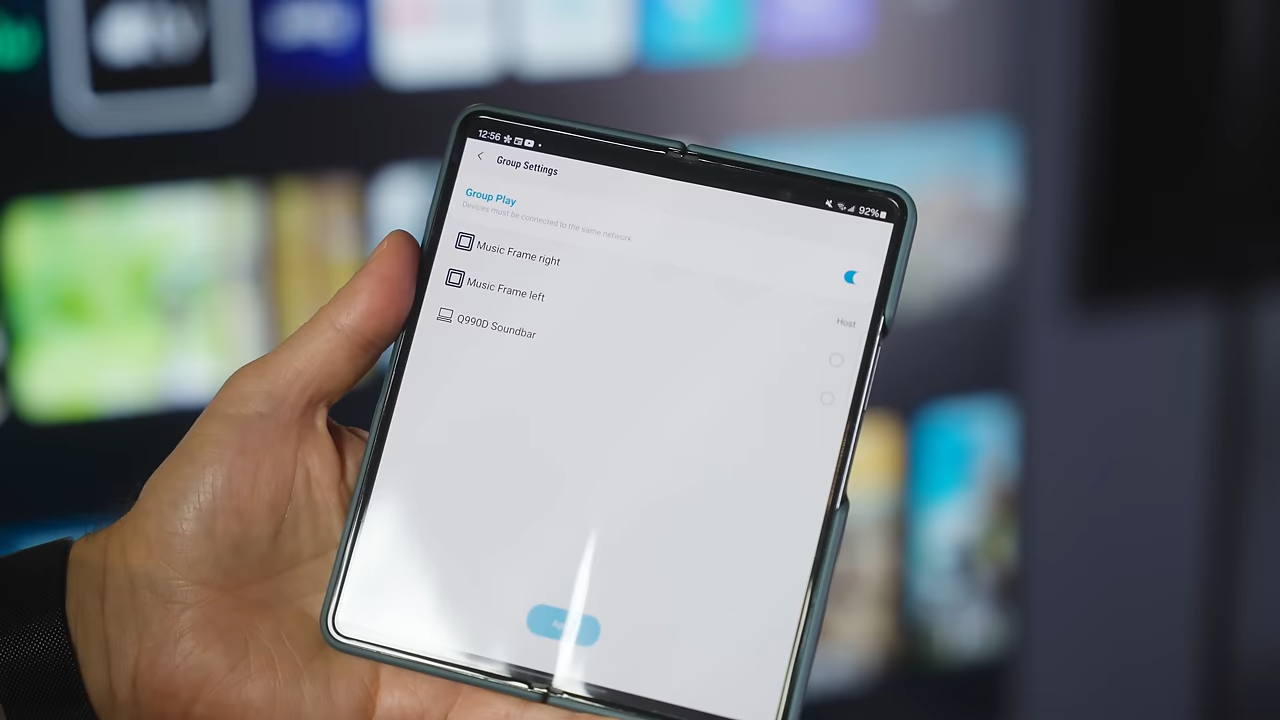 12:56
92%
Group Settings
Group Play
Devices must be connected to the same network.
Music Frame right
Host
Music Frame left
Q990D Soundbar